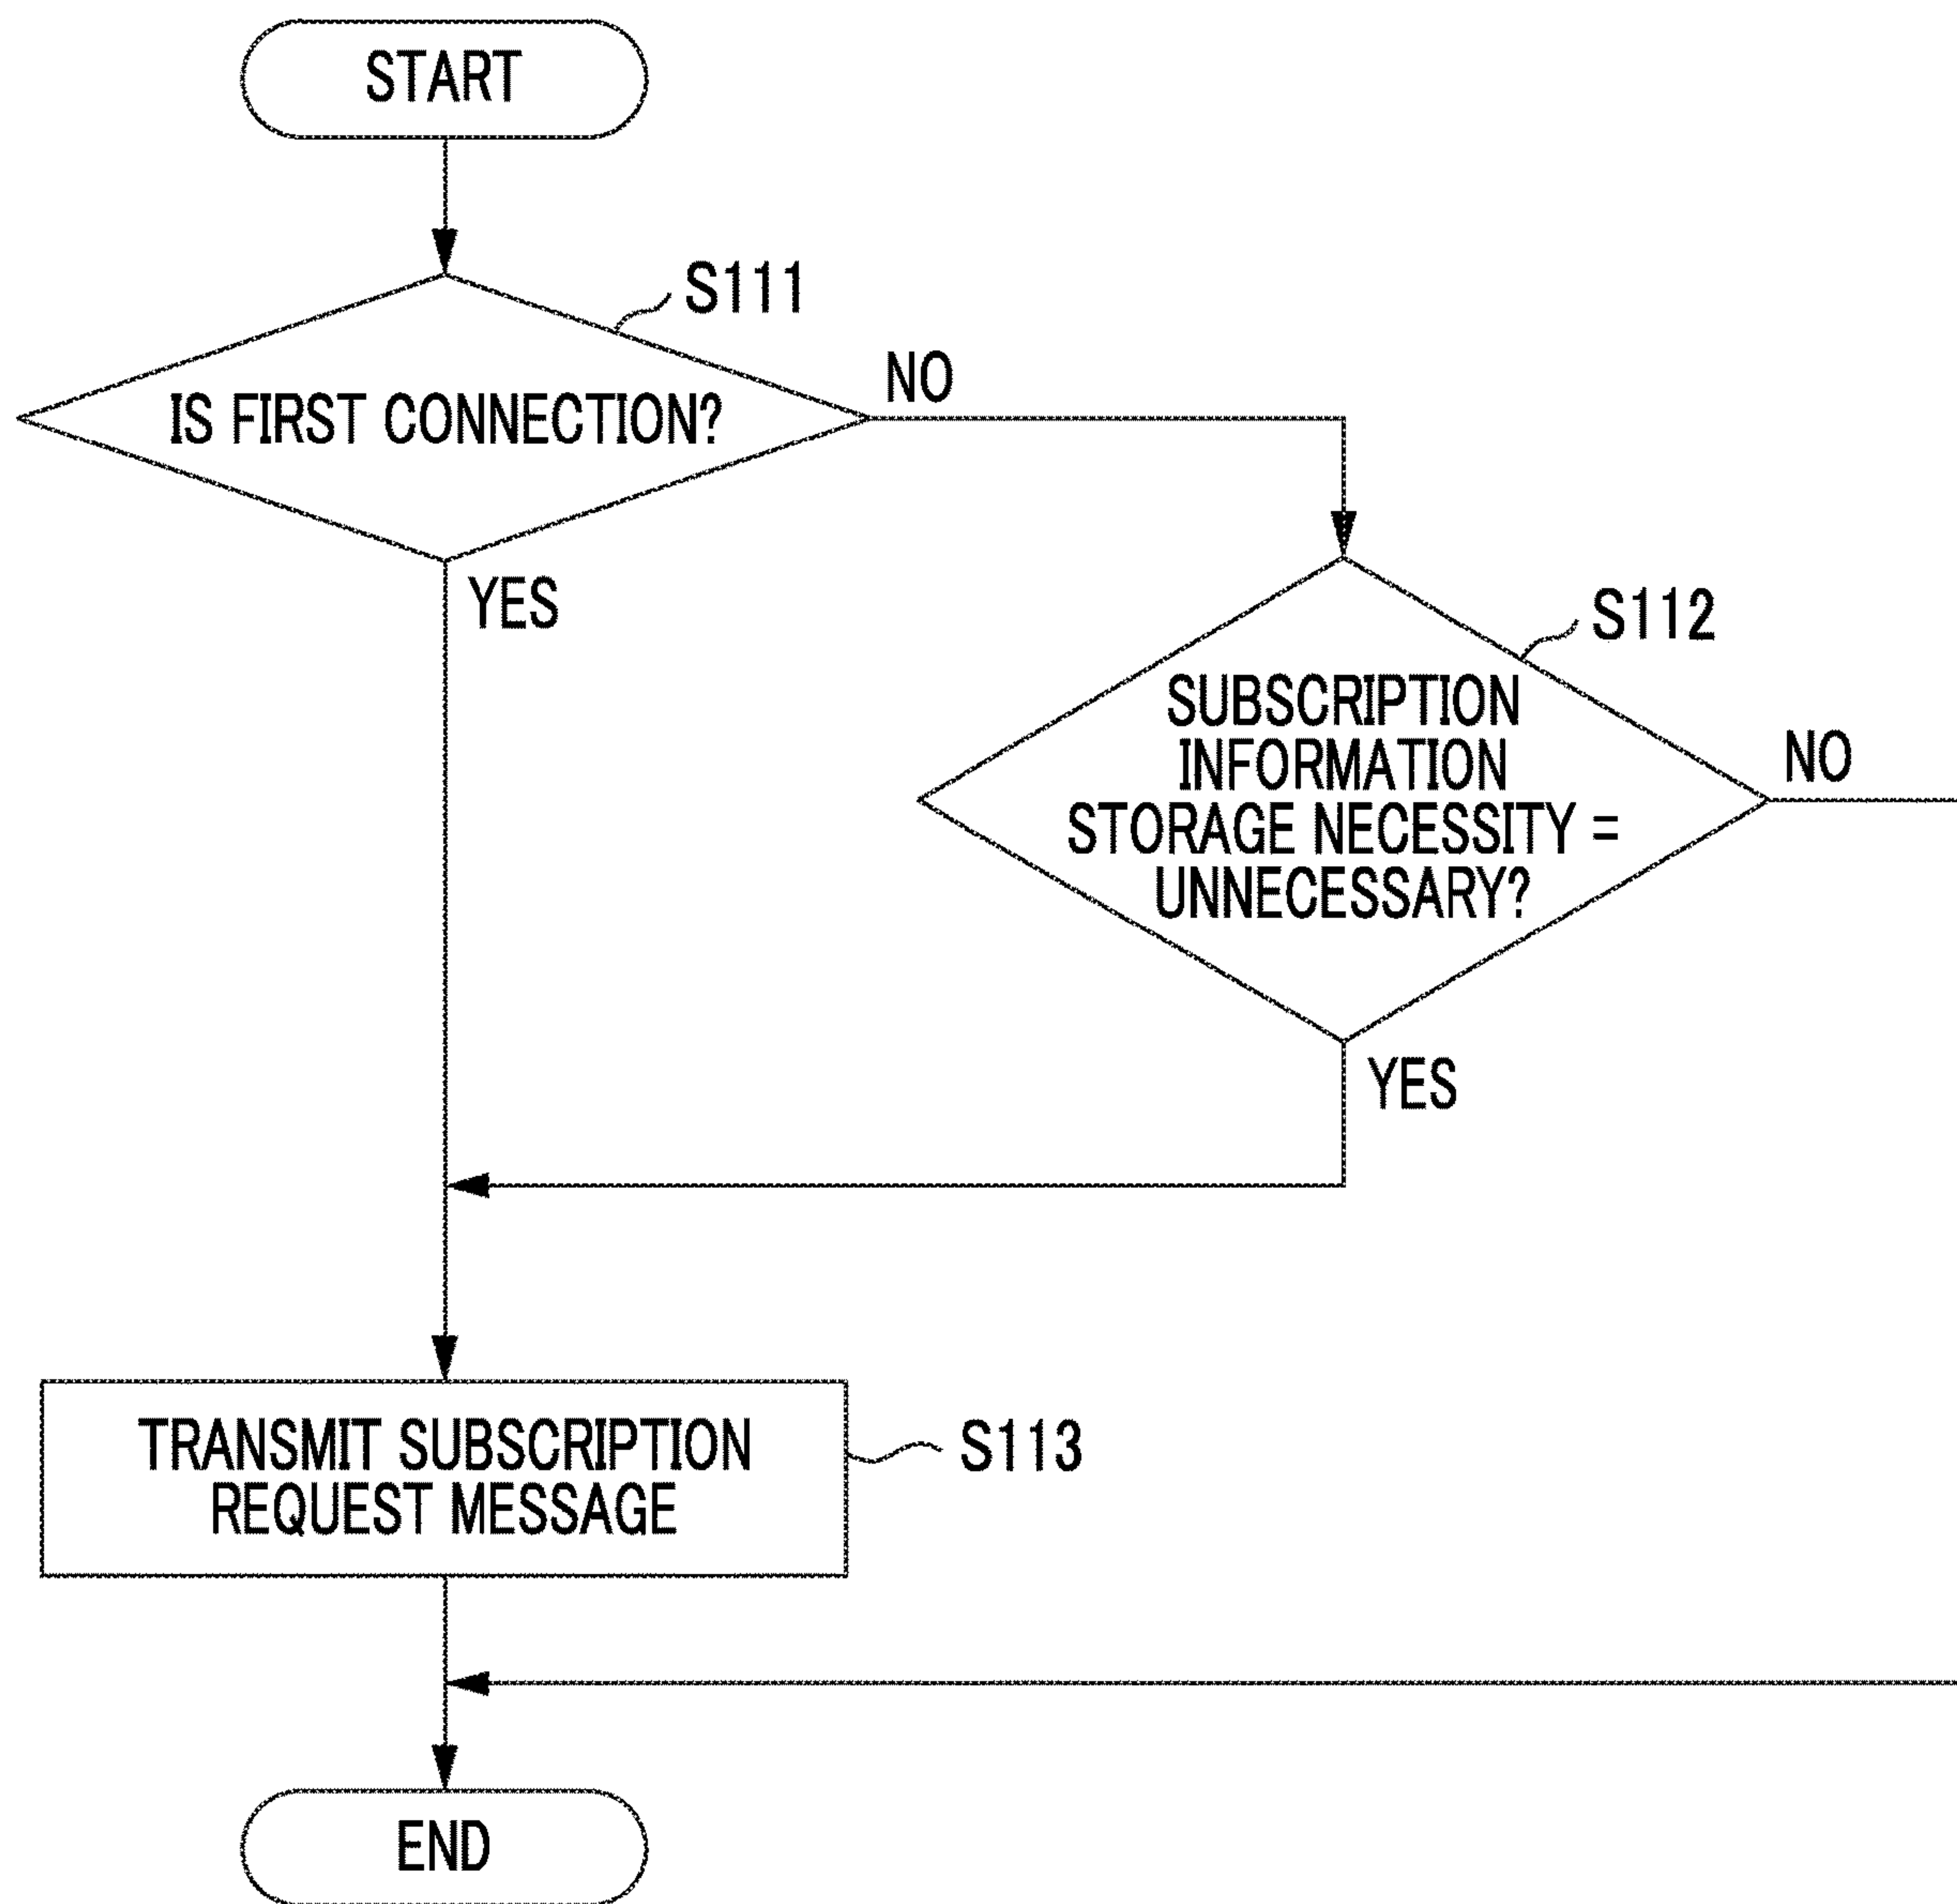 START
S111
IS FIRST CONNECTION?
NO
YES
S112
SUBSCRIPTION
INFORMATION
STORAGE NECESSITY =
UNNECESSARY?
NO
YES
TRANSMIT SUBSCRIPTION
REQUEST MESSAGE
S113
END